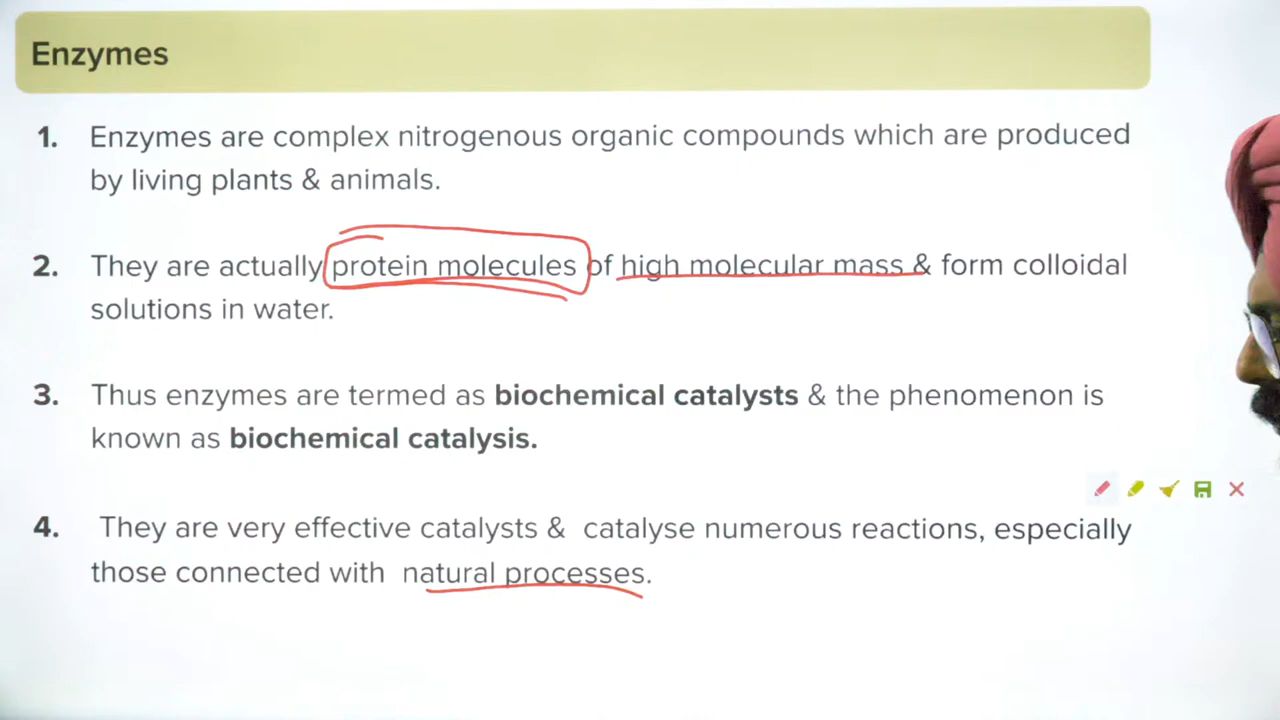 Enzymes
1. Enzymes are complex nitrogenous organic compounds which are produced
by living plants & animals.
2. They are actually protein molecules of high molecular mass & form colloidal
solutions in water.
3. Thus enzymes are termed as biochemical catalysts & the phenomenon is
known as biochemical catalysis.
4. They are very effective catalysts & catalyse numerous reactions, especially
those connected with natural processes.